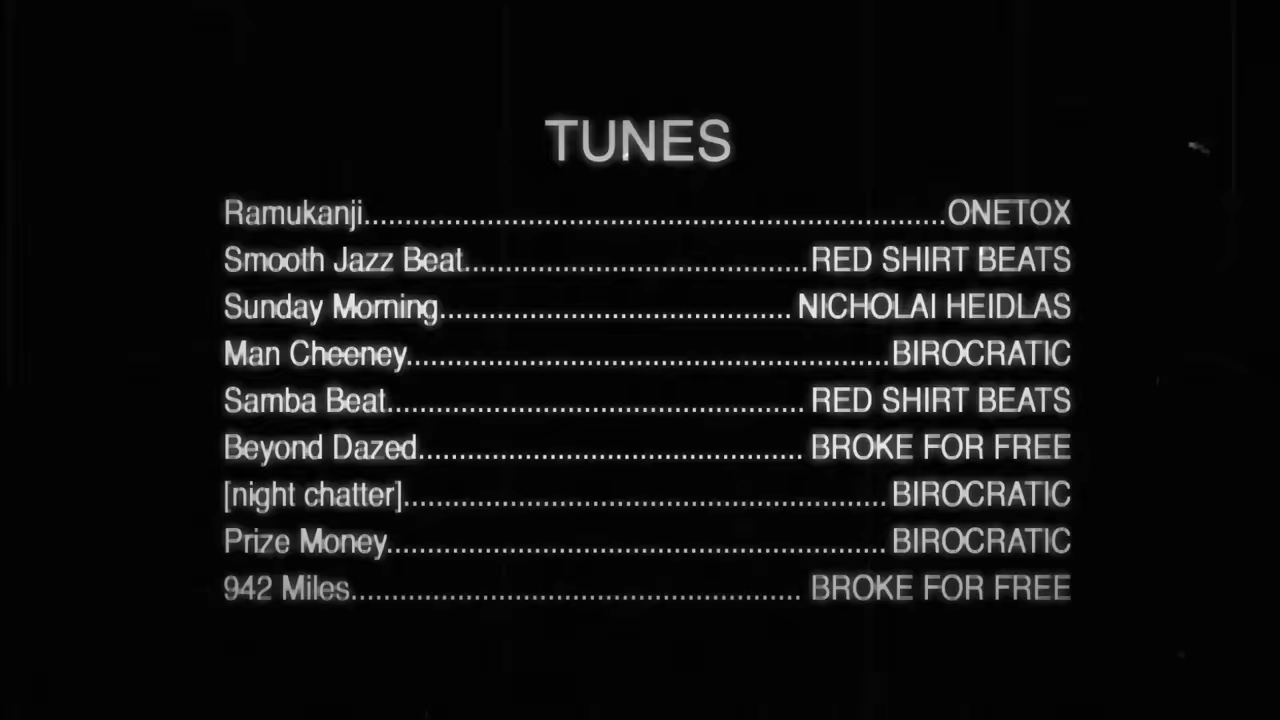 TUNES
Ramukanji........................................................................ONETOX
Smooth Jazz Beat..........................................RED SHIRT BEATS
Sunday Morning...........................................NICHOLAI HEIDLAS
Man Cheeney...........................................................BIROCRATIC
Samba Beat...................................................RED SHIRT BEATS
Beyond Dazed...............................................BROKE FOR FREE
[night chatter]...........................................................BIROCRATIC
Prize Money.............................................................BIROCRATIC
942 Miles.......................................................BROKE FOR FREE